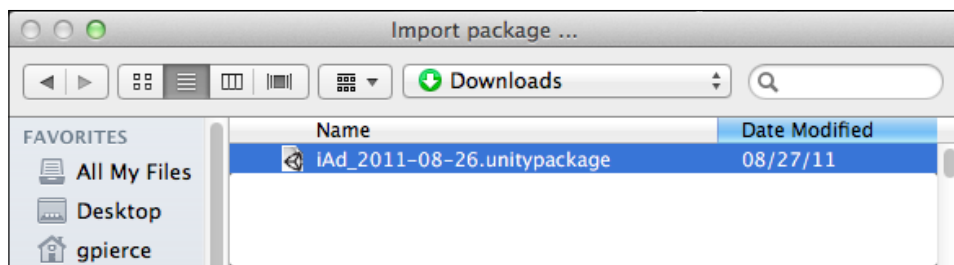 Import package ...
Downloads
FAVORITES
All My Files
Desktop
gpierce
Name Date Modified
iAd_2011-08-26.unitypackage 08/27/11